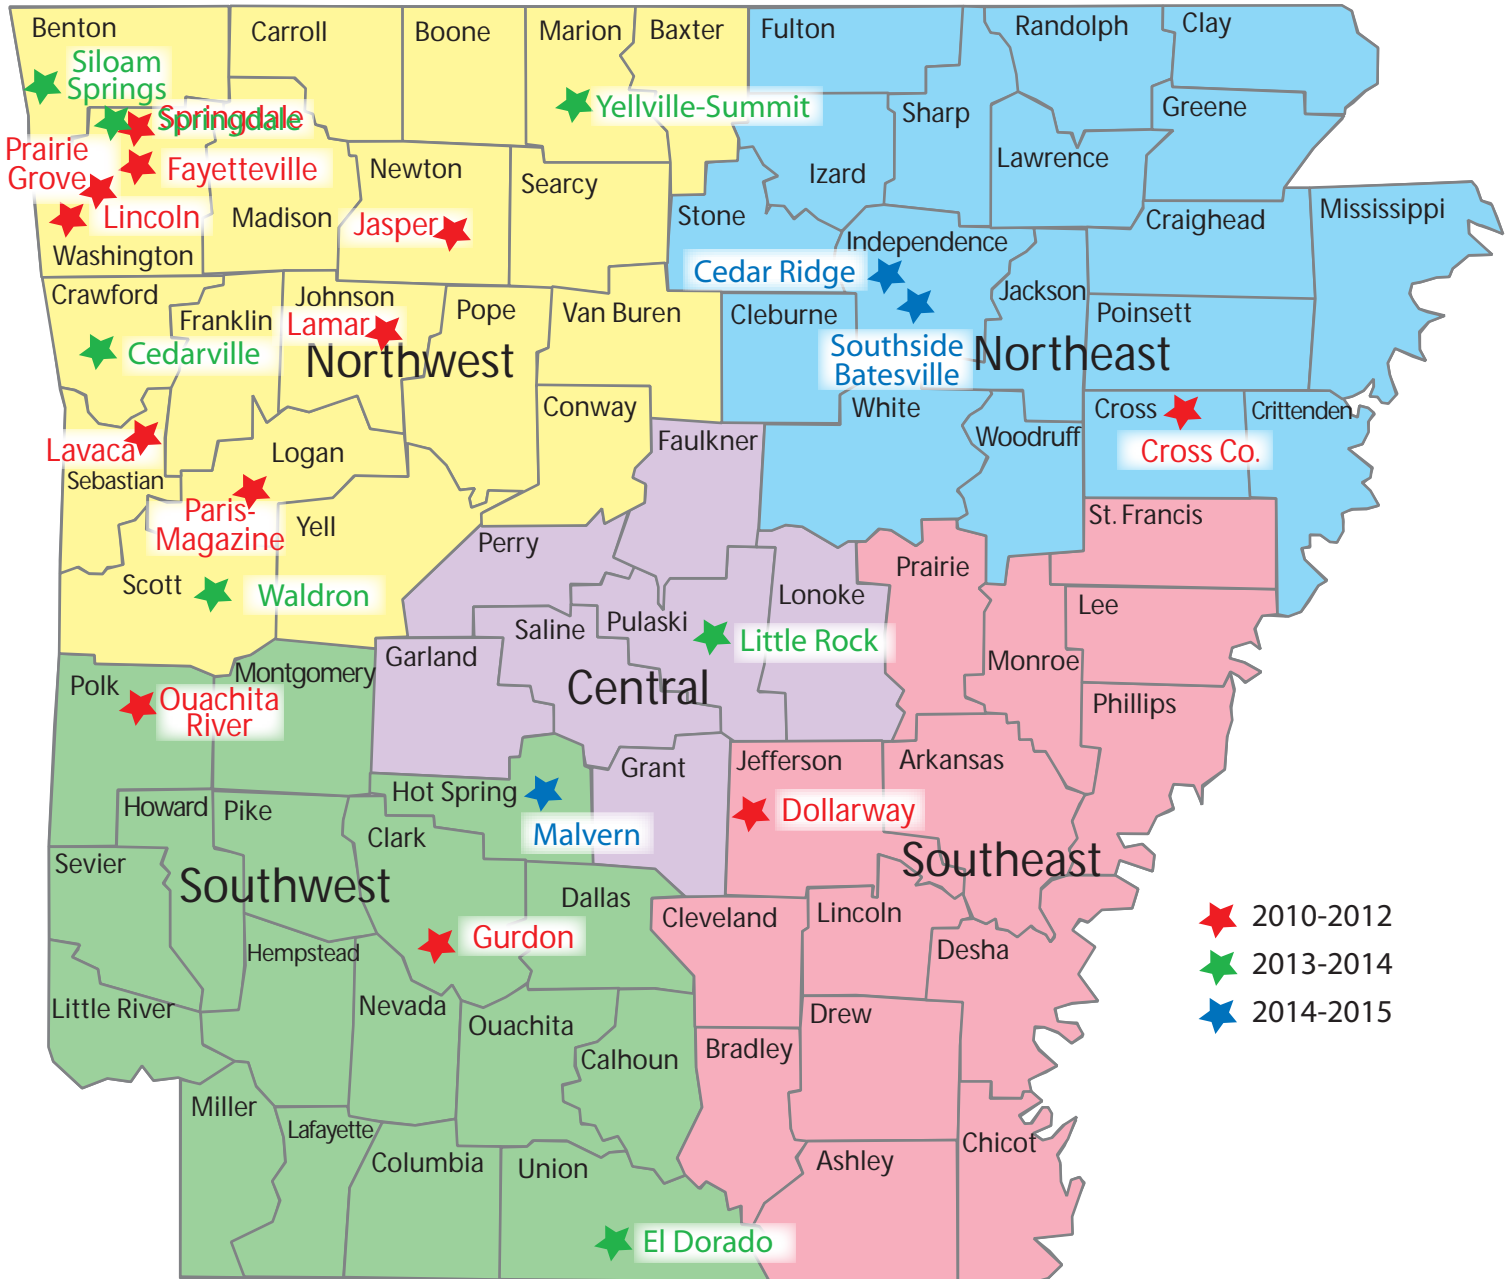 Benton
Carroll
Boone
Marion
Baxter
Fulton
Randolph
Clay
Siloam
Springs
Yellville-Summit
Sharp
Greene
Springdale
Springdale
Prairie
Grove
Fayetteville
Newton
Searcy
Izard
Lawrence
Lincoln
Madison
Jasper
Stone
Craighead
Mississippi
Washington
Independence
Cedar Ridge
Crawford
Johnson
Franklin
Lamar
Pope
Van Buren
Cleburne
Jackson
Poinsett
Cedarville
Northwest
Southside
Batesville
Northeast
Conway
White
Cross
Crittenden
Lavaca
Logan
Faulkner
Woodruff
Cross Co.
Sebastian
Paris-
Magazine
Yell
Perry
St. Francis
Scott
Waldron
Prairie
Lonoke
Lee
Saline
Pulaski
Little Rock
Garland
Monroe
Montgomery
Polk
Ouachita
River
Central
Phillips
Grant
Jefferson
Arkansas
Hot Spring
Howard
Pike
Malvern
Dollarway
Clark
Sevier
Southwest
Southeast
Dallas
Cleveland
Lincoln
2010-2012
Gurdon
Hempstead
Desha
2013-2014
Little River
Nevada
Ouachita
Drew
2014-2015
Calhoun
Bradley
Miller
Lafayette
Columbia
Union
Ashley
Chicot
El Dorado